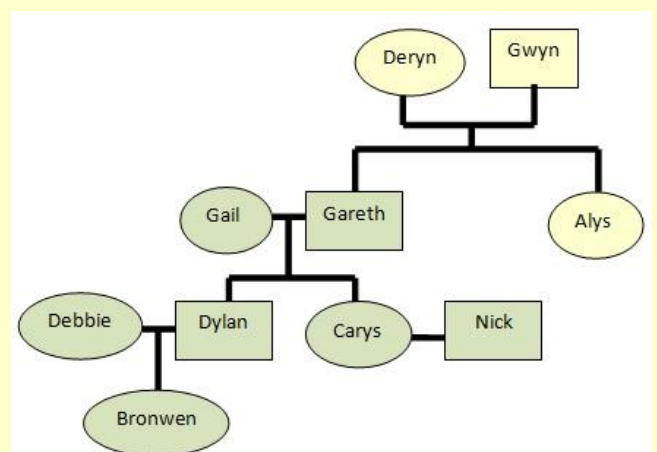 Deryn
Gwyn
Gail
Gareth
Alys
Debbie
Dylan
Carys
Nick
Bronwen